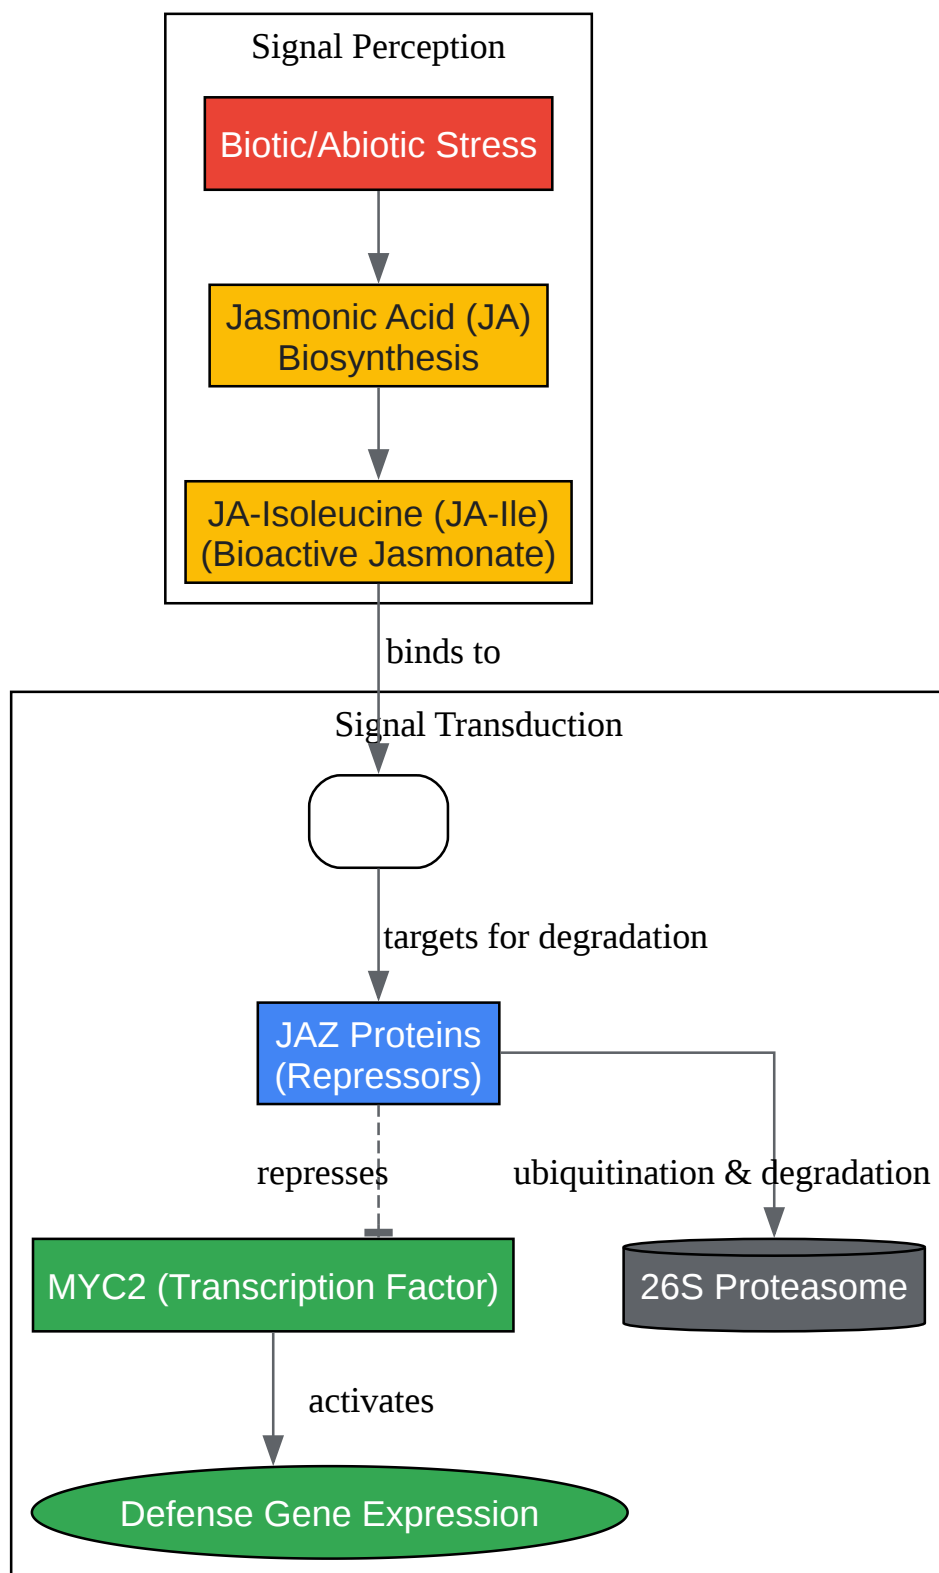 Signal Perception
Biotic/Abiotic Stress
Jasmonic Acid (JA)
Biosynthesis
JA-Isoleucine (JA-Ile)
(Bioactive Jasmonate)
binds to
Signal Transduction
targets for degradation
JAZ Proteins
(Repressors)
represses
ubiquitination & degradation
MYC2 (Transcription Factor)
26S Proteasome
activates
Defense Gene Expression